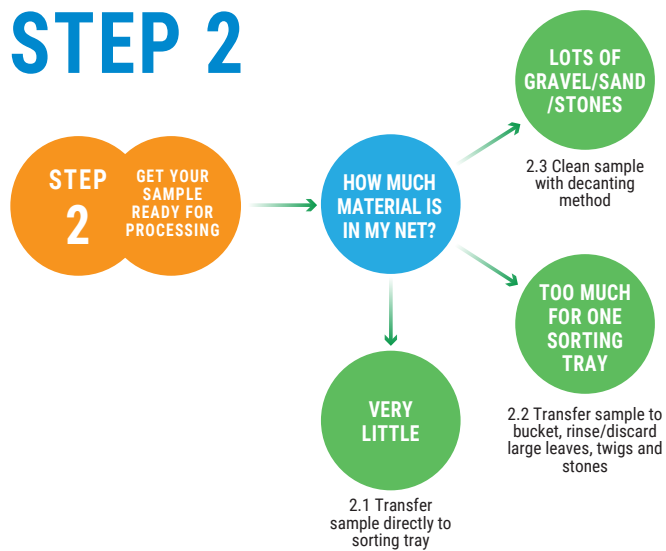 STEP 2
STEP
2
GET YOUR
SAMPLE
READY FOR
PROCESSING
HOW MUCH
MATERIAL IS
IN MY NET?
LOTS OF
GRAVEL/SAND
/STONES
2.3 Clean sample
with decanting
method
TOO MUCH
FOR ONE
SORTING
TRAY
2.2 Transfer sample to
bucket, rinse/discard
large leaves, twigs and
stones
VERY
LITTLE
2.1 Transfer
sample directly to
sorting tray